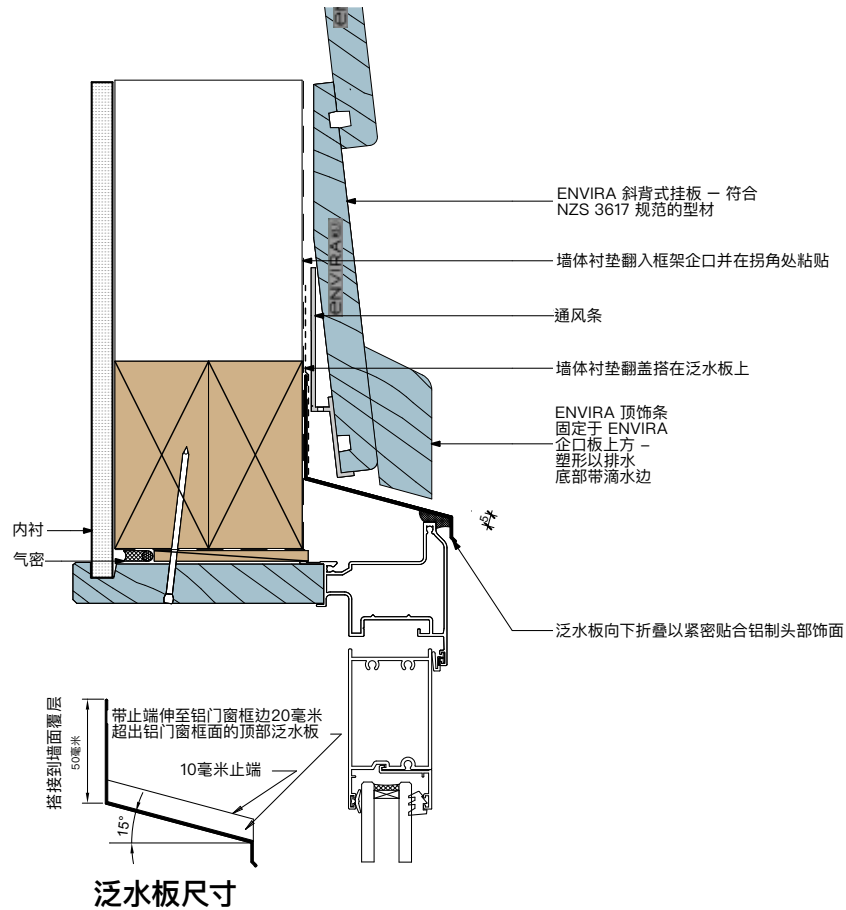 ENVIRA 斜背式挂板 – 符合
NZS 3617 规范的型材
墙体衬垫翻入框架企口并在拐角处粘贴
通风条
墙体衬垫翻盖搭在泛水板上
ENVIRA 顶饰条
固定于 ENVIRA
企口板上方 –
塑形以排水
底部带滴水边
ENVIRA
5
内衬
气密
泛水板向下折叠以紧密贴合铝制头部饰面
搭接到墙面覆层
50毫米
带止端伸至铝门窗框边20毫米
超出铝门窗框面的顶部泛水板
10毫米止端
15°
泛水板尺寸